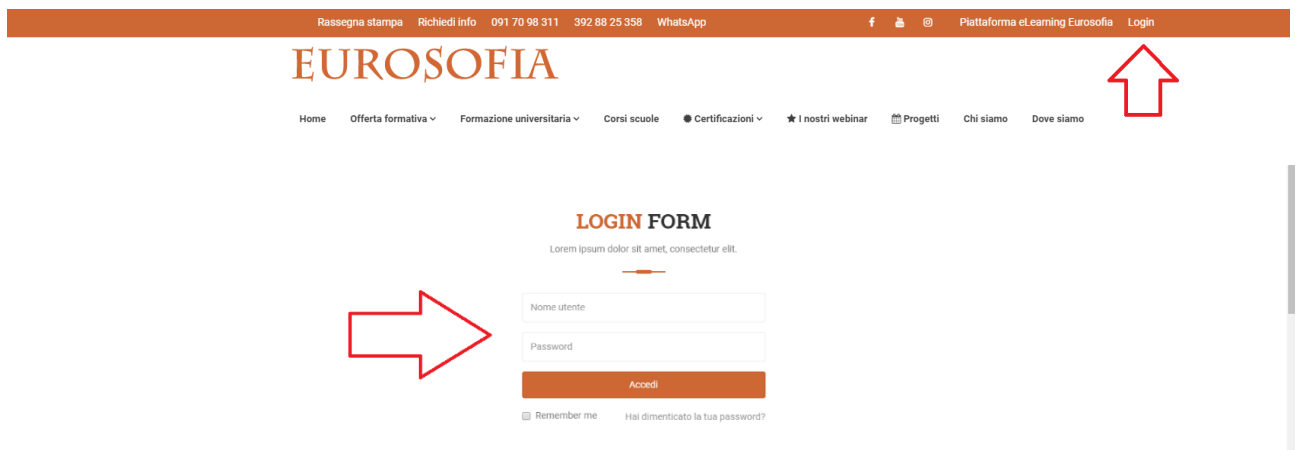 Rassegna stampa Richiedi info 091 70 98 311 392 88 25 358 WhatsApp Piattaforma eLearning Eurosofia Login
EUROSOFIA
Home Offerta formativa Formazione universitaria Corsi scuole Certificazioni I nostri webinar Progetti Chi siamo Dove siamo
LOGIN FORM
Lorem ipsum dolor sit amet, consectetur elit.
Nome utente
Password
Accedi
Remember me Hai dimenticato la tua password?